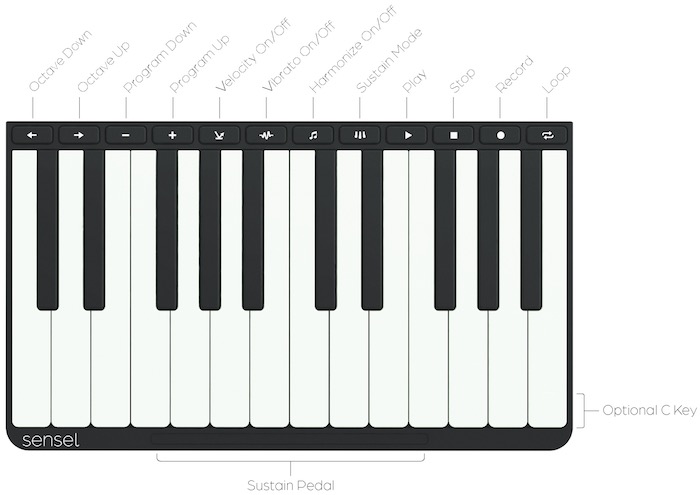 Octave Down
Octave Up
Program Down
Program Up
Velocity On/Off
Vibrato On/Off
Harmonize On/Off
Sustain Mode
Play
Stop
Record
Loop
Optional C Key
sensel
Sustain Pedal